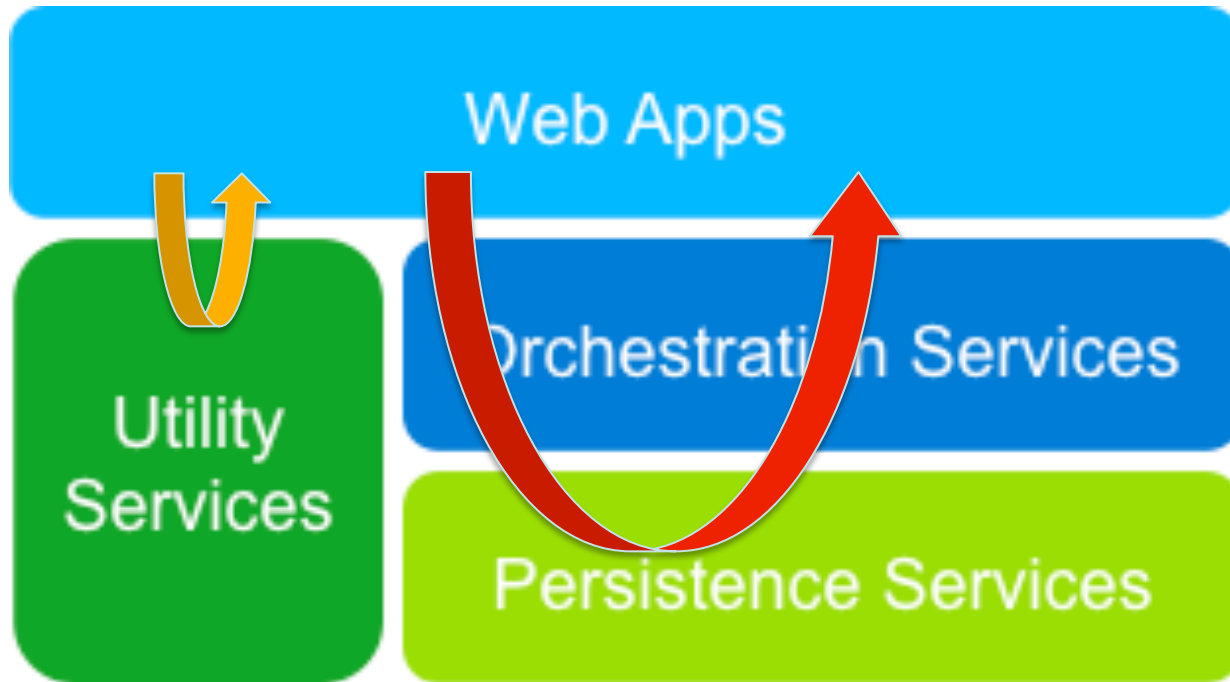 Web Apps
Orchestration Services
Utility
Services
Persistence Services